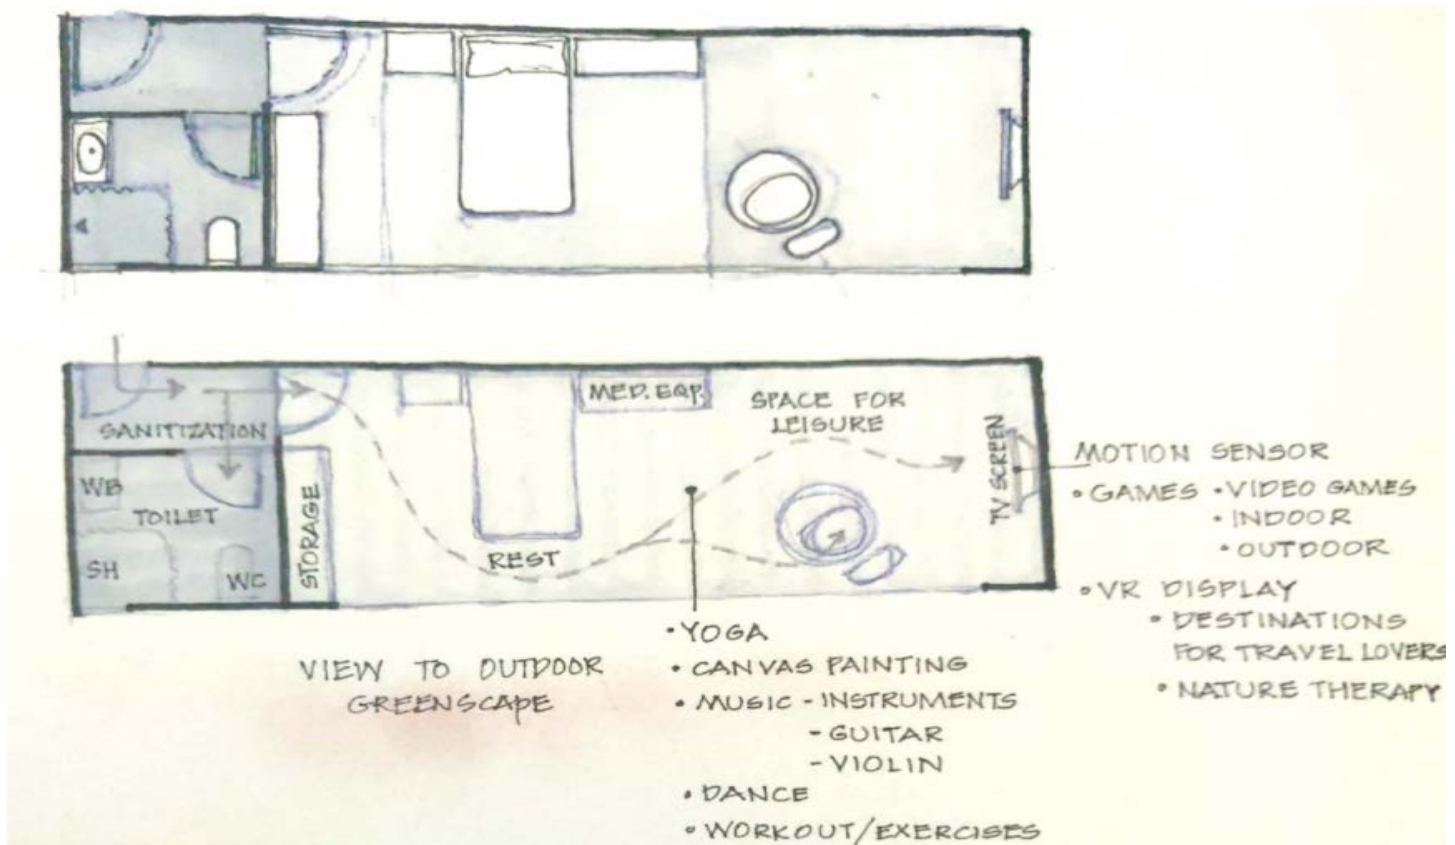 SANITIZATION
WB
TOILET
SH
WC
STORAGE
REST
MED. EQP.
SPACE FOR
LEISURE
TV SCREEN
MOTION SENSOR
• GAMES • VIDEO GAMES
• INDOOR
• OUTDOOR
• VR DISPLAY
• DESTINATIONS
FOR TRAVEL LOVERS
• NATURE THERAPY
VIEW TO OUTDOOR
GREENSCAPE
• YOGA
• CANVAS PAINTING
• MUSIC - INSTRUMENTS
- GUITAR
- VIOLIN
• DANCE
• WORKOUT/EXERCISES